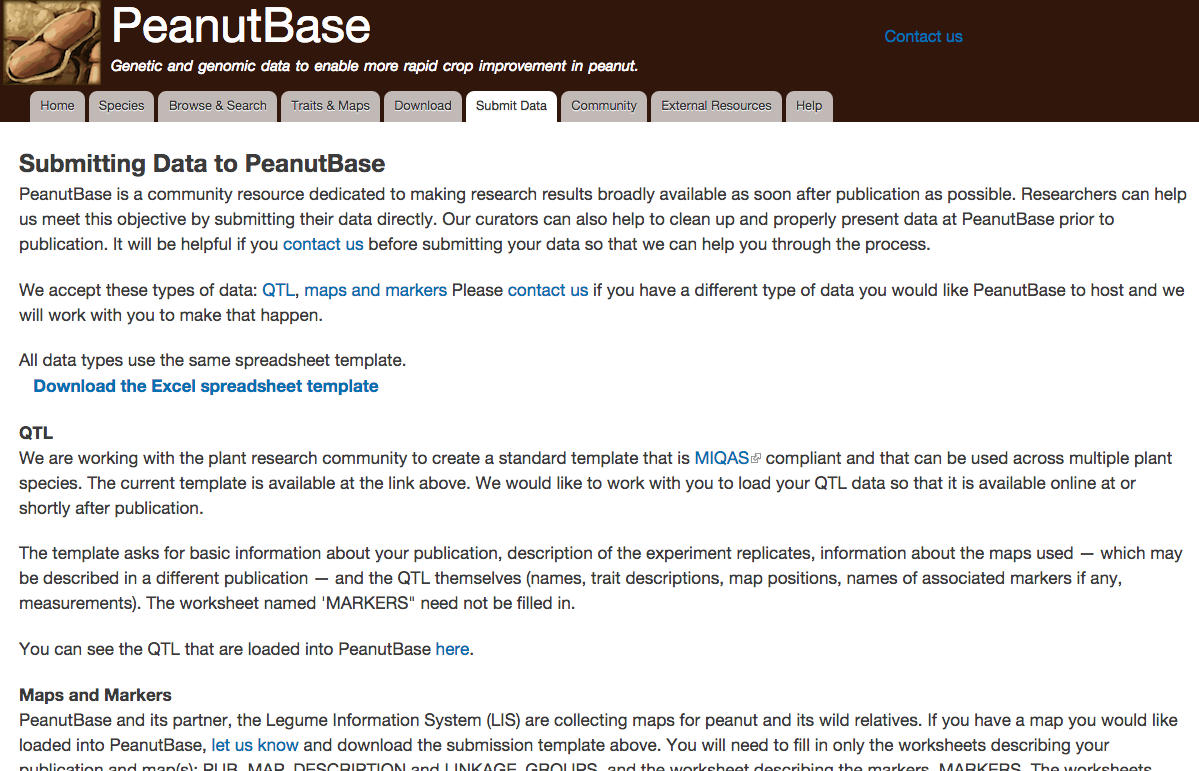 PeanutBase
Contact us
Genetic and genomic data to enable more rapid crop improvement in peanut.
Home Species Browse & Search Traits & Maps Download Submit Data Community External Resources Help
Submitting Data to PeanutBase
PeanutBase is a community resource dedicated to making research results broadly available as soon after publication as possible. Researchers can help
us meet this objective by submitting their data directly. Our curators can also help to clean up and properly present data at PeanutBase prior to
publication. It will be helpful if you contact us before submitting your data so that we can help you through the process.
We accept these types of data: QTL, maps and markers Please contact us if you have a different type of data you would like PeanutBase to host and we
will work with you to make that happen.
All data types use the same spreadsheet template.
Download the Excel spreadsheet template
QTL
We are working with the plant research community to create a standard template that is MIQAS compliant and that can be used across multiple plant
species. The current template is available at the link above. We would like to work with you to load your QTL data so that it is available online at or
shortly after publication.
The template asks for basic information about your publication, description of the experiment replicates, information about the maps used — which may
be described in a different publication — and the QTL themselves (names, trait descriptions, map positions, names of associated markers if any,
measurements). The worksheet named 'MARKERS" need not be filled in.
You can see the QTL that are loaded into PeanutBase here.
Maps and Markers
PeanutBase and its partner, the Legume Information System (LIS) are collecting maps for peanut and its wild relatives. If you have a map you would like
loaded into PeanutBase, let us know and download the submission template above. You will need to fill in only the worksheets describing your
publication and map(s): PUB, MAP_DESCRIPTION and LINKAGE_GROUPS, and the worksheet describing the markers, MARKERS. The worksheets